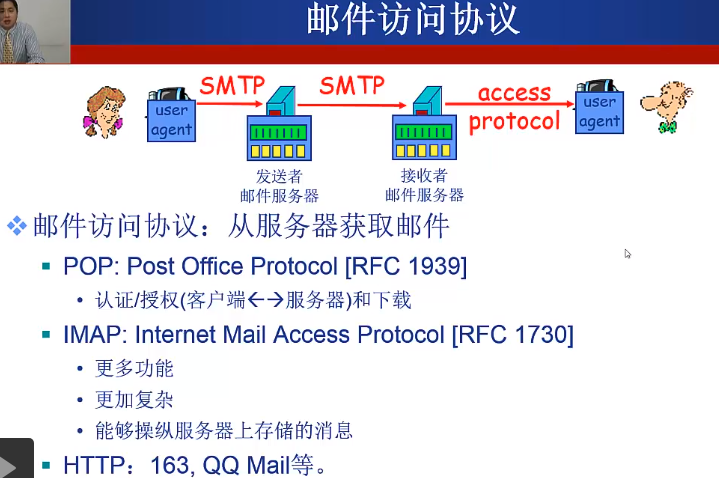 邮件访问协议
SMTP
SMTP
access
protocol
user
agent
user
agent
发送者
邮件服务器
接收者
邮件服务器
邮件访问协议：从服务器获取邮件
POP: Post Office Protocol [RFC 1939]
认证/授权(客户端←→服务器)和下载
IMAP: Internet Mail Access Protocol [RFC 1730]
更多功能
更加复杂
能够操纵服务器上存储的消息
HTTP：163, QQ Mail等。